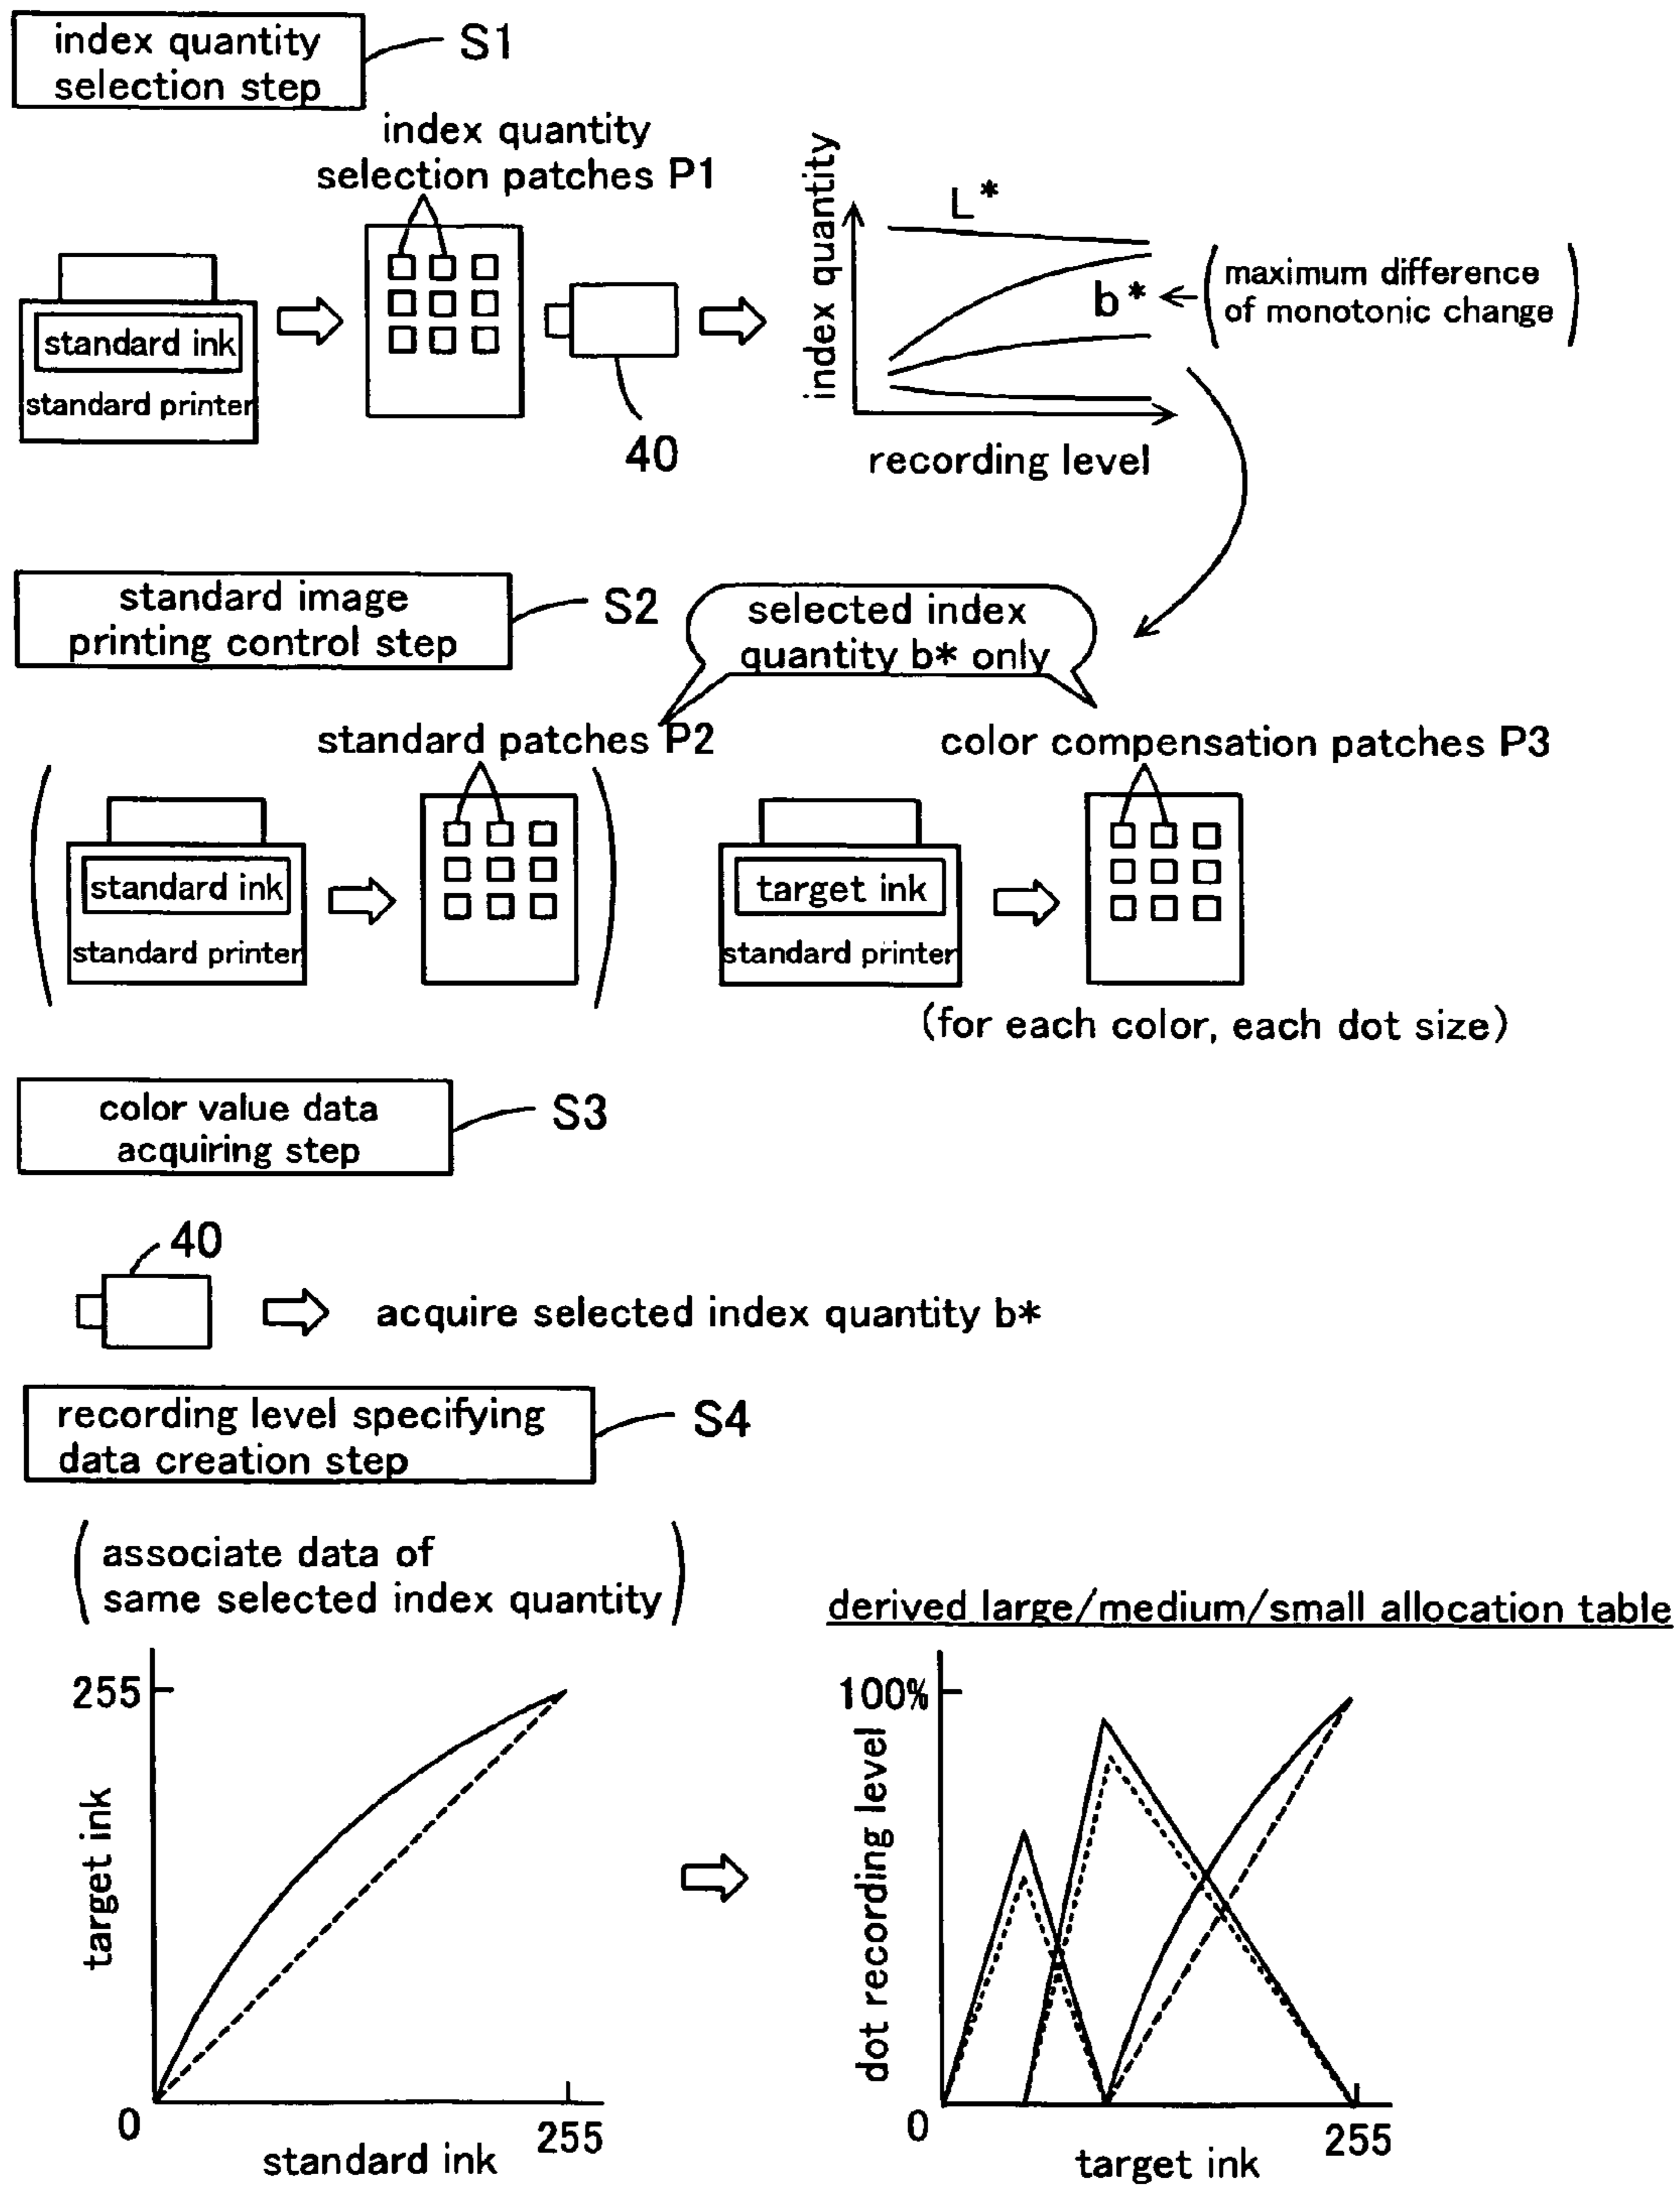 index quantity
selection step
S1
index quantity
selection patches P1
standard ink
standard printer
40
index quantity
L*
b*
maximum difference
of monotonic change
recording level
standard image
printing control step
S2
selected index
quantity b* only
standard patches P2
color compensation patches P3
standard ink
standard printer
target ink
standard printer
(for each color, each dot size)
color value data
acquiring step
S3
40
acquire selected index quantity b*
recording level specifying
data creation step
S4
associate data of
same selected index quantity
derived large/medium/small allocation table
255
target ink
0
255
standard ink
100%
dot recording level
0
255
target ink